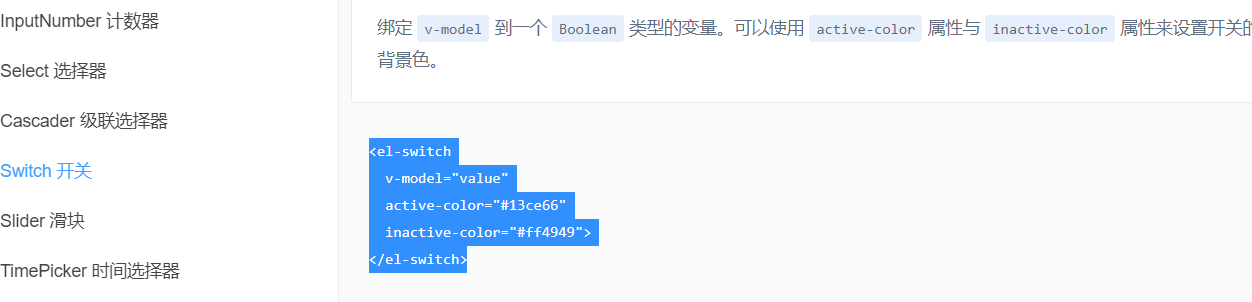 InputNumber 计数器
Select 选择器
Cascader 级联选择器
Switch 开关
Slider 滑块
TimePicker 时间选择器
绑定 v-model 到一个 Boolean 类型的变量。可以使用 active-color 属性与 inactive-color 属性来设置开关的
背景色。
<el-switch
  v-model="value"
  active-color="#13ce66"
  inactive-color="#ff4949">
</el-switch>